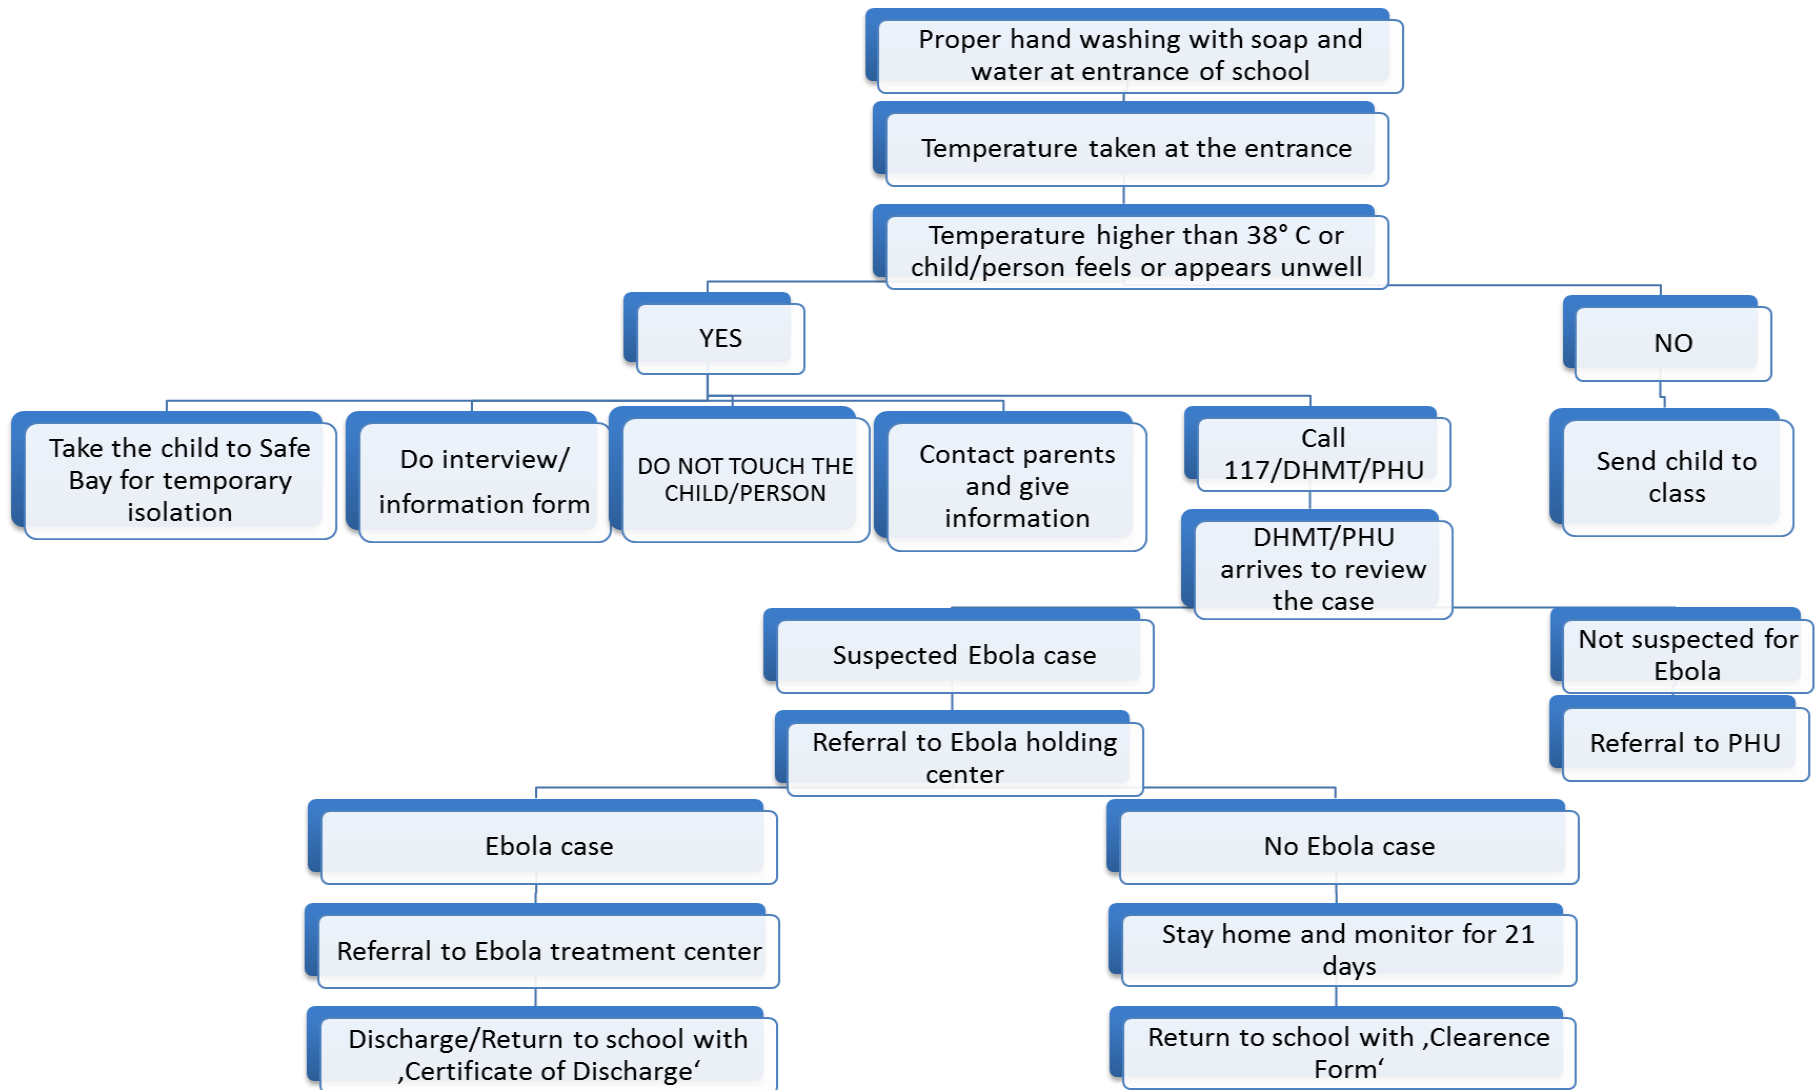 Proper hand washing with soap and
water at entrance of school
Temperature taken at the entrance
Temperature higher than 38° C or
child/person feels or appears unwell
YES
NO
Take the child to Safe
Bay for temporary
isolation
Do interview/
information form
DO NOT TOUCH THE
CHILD/PERSON
Contact parents
and give
information
Call
117/DHMT/PHU
Send child to
class
DHMT/PHU
arrives to review
the case
Suspected Ebola case
Not suspected for
Ebola
Referral to Ebola holding
center
Referral to PHU
Ebola case
No Ebola case
Referral to Ebola treatment center
Stay home and monitor for 21
days
Discharge/Return to school with
‚Certificate of Discharge‘
Return to school with ‚Clearence
Form‘